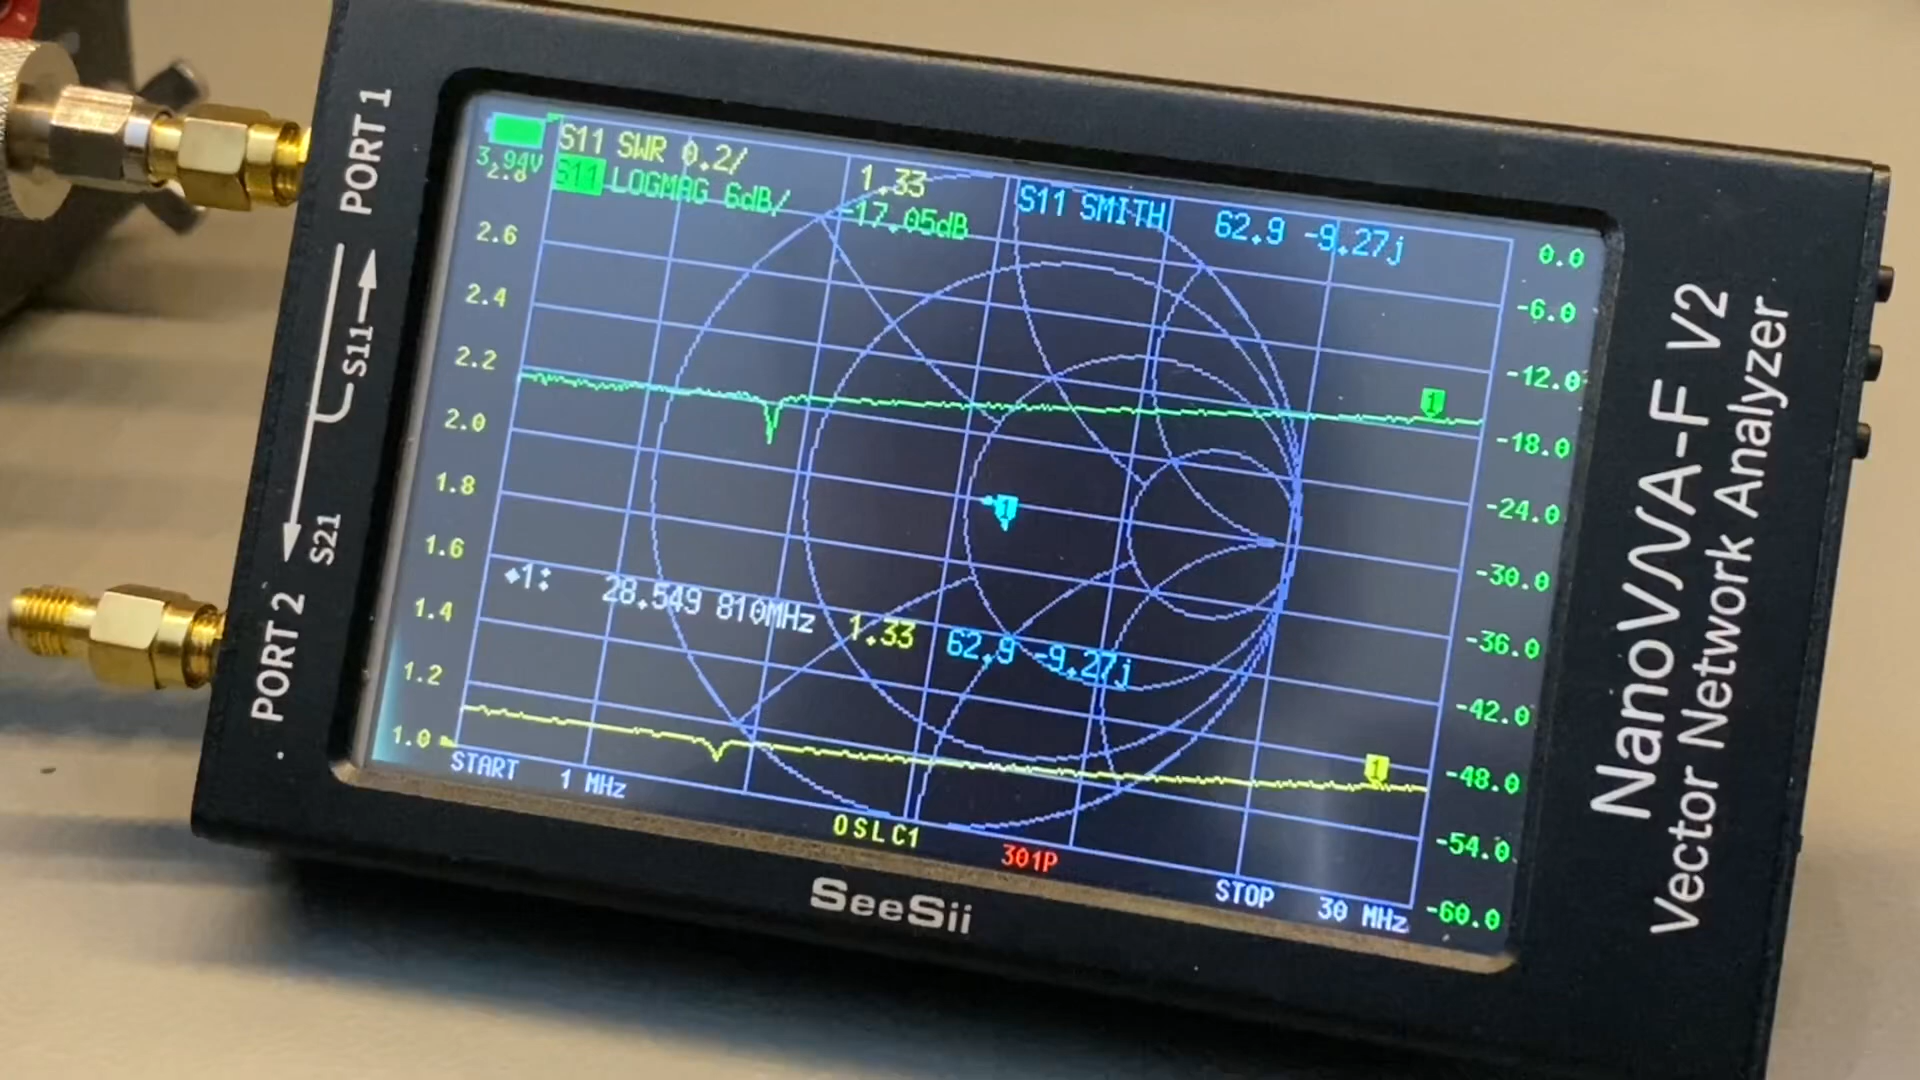 PORT 1
S11
S21
PORT 2
3.94V
S11 SWR 0.2/ 1.33
S11 LOGMAG 6dB/ -17.05dB
S11 SMITH 62.9 -9.27j
2.8
2.6
2.4
2.2
2.0
1.8
1.6
1.4
1.2
1.0
0.0
-6.0
-12.0
-18.0
-24.0
-30.0
-36.0
-42.0
-48.0
-54.0
-60.0
1
1
1
◆1: 28.549 810MHz 1.33 62.9 -9.27j
START 1 MHz
OSLC1
301P
STOP 30 MHz
SeeSii
NanoVNA-F V2
Vector Network Analyzer